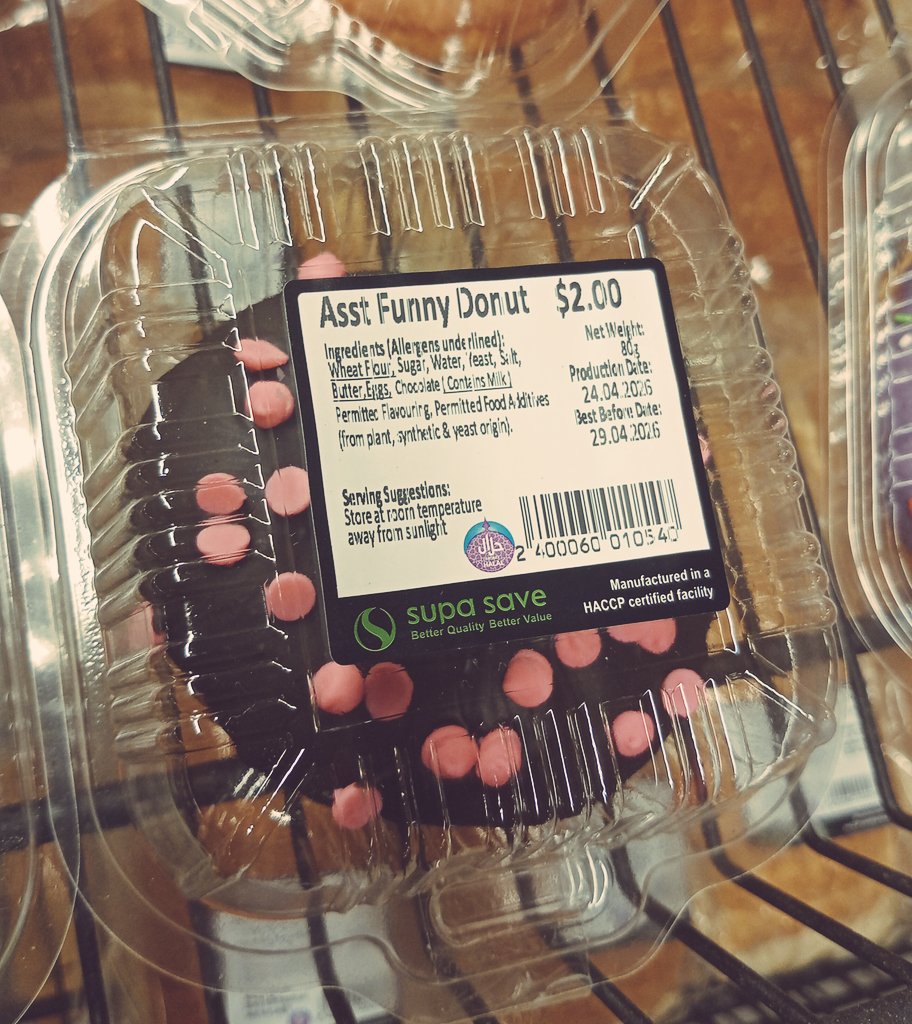 Asst Funny Donut $2.00
Ingredients (Allergens underlined):
Wheat Flour, Sugar, Water, Yeast, Salt,
Butter, Eggs, Chocolate (Contains Milk)
Permitted Flavouring, Permitted Food Additives
(from plant, synthetic & yeast origin).
Net Weight:
80g
Production Date:
24.04.2026
Best Before Date:
29.04.2026
Serving Suggestions:
Store at room temperature
away from sunlight
حلال
HALAL
2 400060 010540
supa save
Better Quality Better Value
Manufactured in a
HACCP certified facility